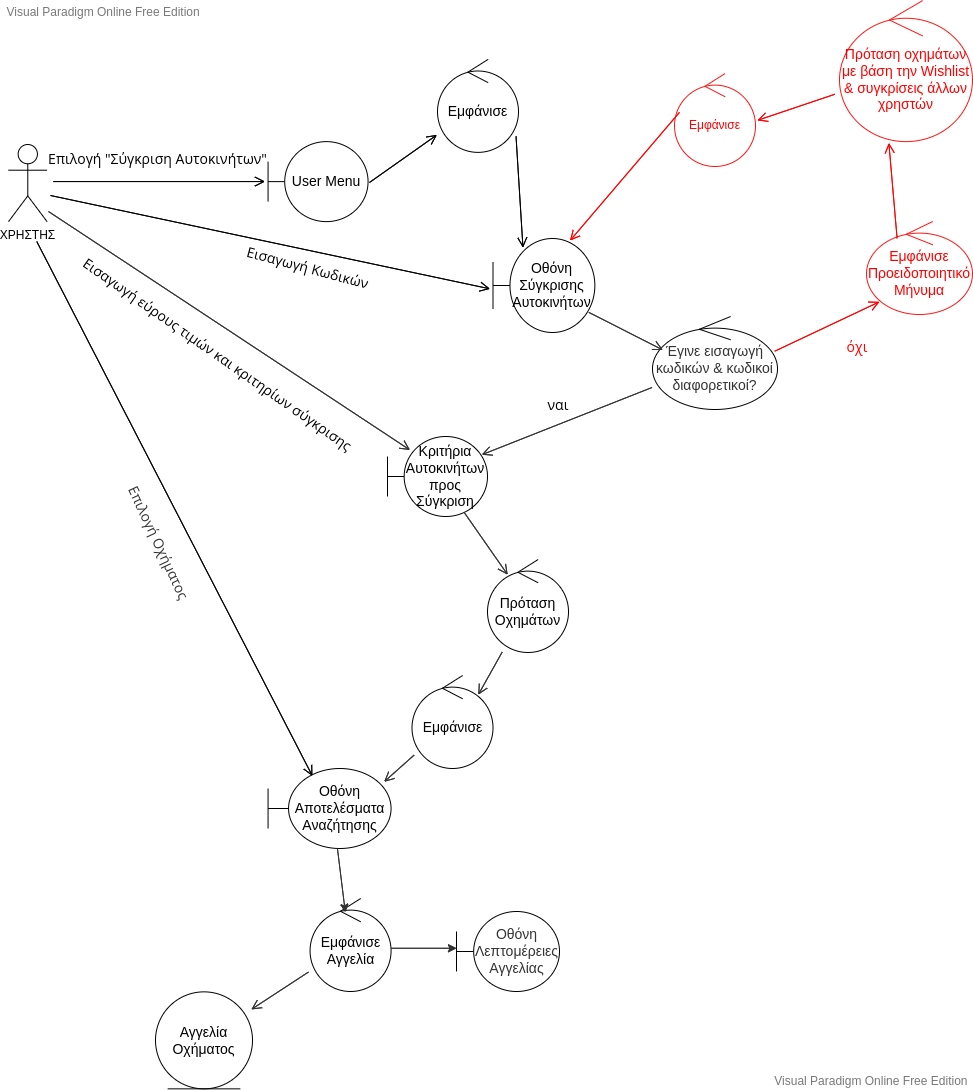 Visual Paradigm Online Free Edition
Πρόταση οχημάτων
με βάση την Wishlist
& συγκρίσεις άλλων
χρηστών
Εμφάνισε
Εμφάνισε
Επιλογή "Σύγκριση Αυτοκινήτων"
User Menu
ΧΡΗΣΤΗΣ
Εισαγωγή Κωδικών
Οθόνη
Σύγκρισης
Αυτοκινήτων
Εμφάνισε
Προειδοποιητικό
Μήνυμα
Εισαγωγή εύρους τιμών και κριτηρίων σύγκρισης
Έγινε εισαγωγή
κωδικών & κωδικοί
διαφορετικοί?
όχι
ναι
Κριτήρια
Αυτοκινήτων
προς
Σύγκριση
Επιλογή Οχήματος
Πρόταση
Οχημάτων
Εμφάνισε
Οθόνη
Αποτελέσματα
Αναζήτησης
Εμφάνισε
Αγγελία
Οθόνη
Λεπτομέρειες
Αγγελίας
Αγγελία
Οχήματος
Visual Paradigm Online Free Edition